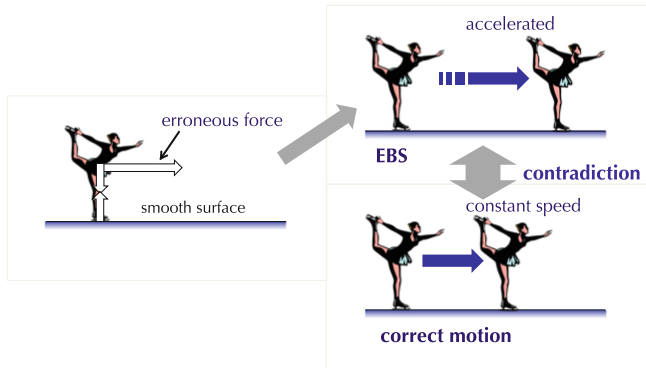 erroneous force
smooth surface
accelerated
EBS
contradiction
constant speed
correct motion